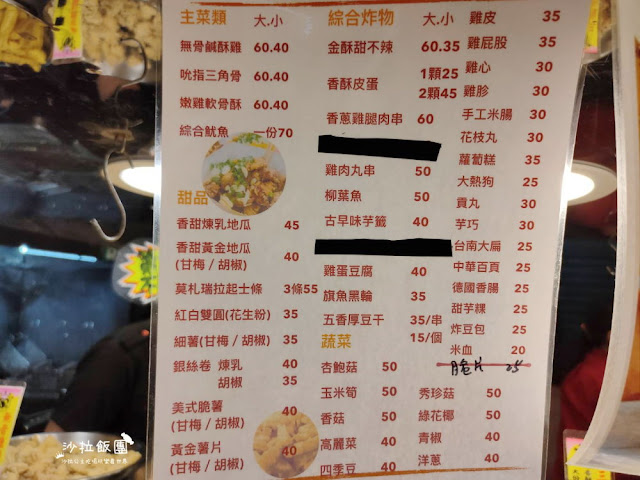 主菜類 大.小
無骨鹹酥雞 60.40
吮指三角骨 60.40
嫩雞軟骨酥 60.40
綜合魷魚 一份70
甜品
香甜煉乳地瓜 45
香甜黃金地瓜
(甘梅 / 胡椒) 40
莫札瑞拉起士條 3條55
紅白雙圓(花生粉) 35
細薯(甘梅 / 胡椒) 35
銀絲卷 煉乳 40
胡椒 35
美式脆薯
(甘梅 / 胡椒) 40
黃金薯片
(甘梅 / 胡椒) 40
綜合炸物 大.小
金酥甜不辣 60.35
香酥皮蛋 1顆25
2顆45
香蔥雞腿肉串 60
雞肉丸串 50
柳葉魚 50
古早味芋籤 40
雞蛋豆腐 40
旗魚黑輪 35
五香厚豆干 35/串
15/個
蔬菜
杏鮑菇 50
玉米筍 50
香菇 50
高麗菜 40
四季豆 40
雞皮 35
雞屁股 35
雞心 30
雞胗 30
手工米腸 30
花枝丸 30
蘿蔔糕 35
大熱狗 25
貢丸 30
芋巧 30
台南大扁 25
中華百頁 25
德國香腸 25
甜芋粿 25
炸豆包 25
米血 20
脆片 25
秀珍菇 50
綠花椰 50
青椒 40
洋蔥 40
沙拉飯團